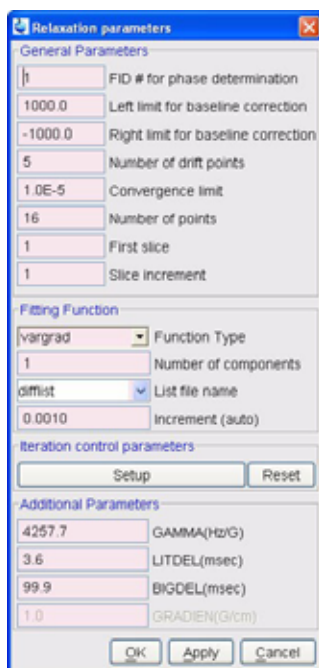 Relaxation parameters
General Parameters
1 FID # for phase determination
1000.0 Left limit for baseline correction
-1000.0 Right limit for baseline correction
5 Number of drift points
1.0E-5 Convergence limit
16 Number of points
1 First slice
1 Slice increment
Fitting Function
vargrad Function Type
1 Number of components
difflist List file name
0.0010 Increment (auto)
Iteration control parameters
Setup Reset
Additional Parameters
4257.7 GAMMA(Hz/G)
3.6 LITDEL(msec)
99.9 BIGDEL(msec)
1.0 GRADIEN(G/cm)
OK Apply Cancel